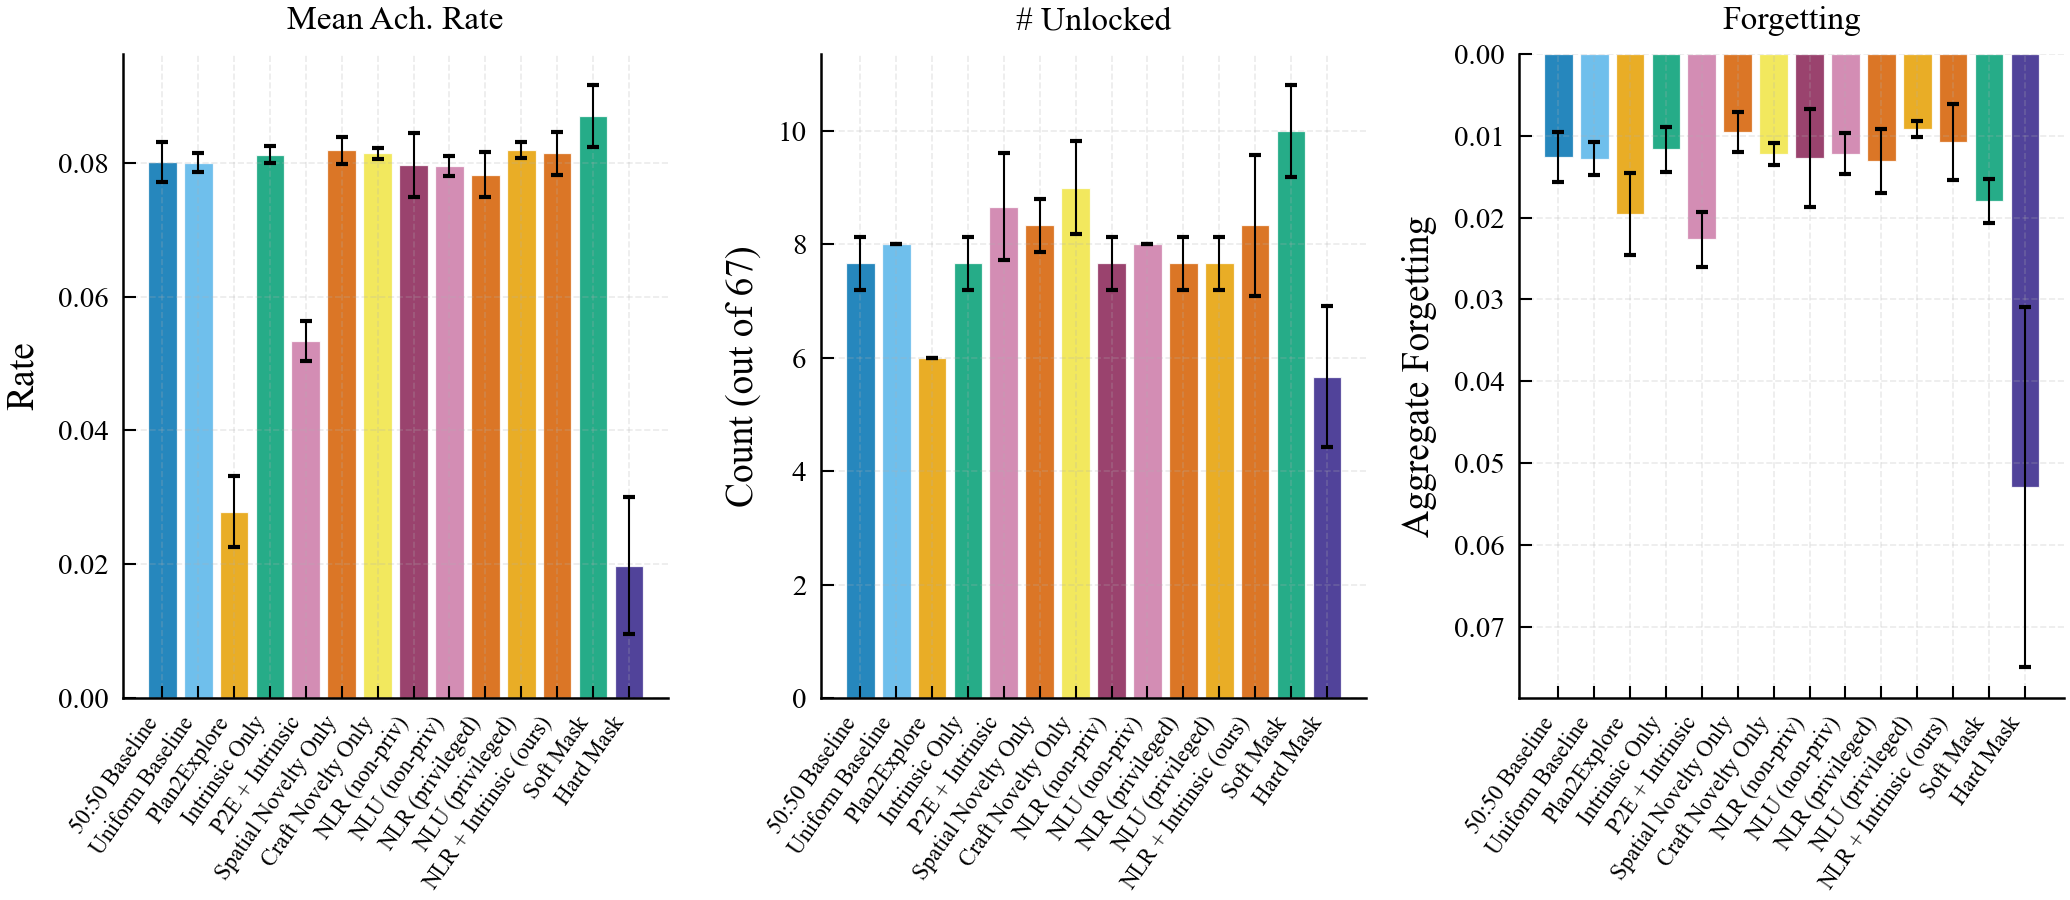 Mean Ach. Rate
Rate
0.08
0.06
0.04
0.02
0.00
50:50 Baseline
Uniform Baseline
Plan2Explore
Intrinsic Only
P2E + Intrinsic
Spatial Novelty Only
Craft Novelty Only
NLR (non-priv)
NLU (non-priv)
NLR (privileged)
NLU (privileged)
NLR + Intrinsic (ours)
Soft Mask
Hard Mask
# Unlocked
Count (out of 67)
10
8
6
4
2
0
50:50 Baseline
Uniform Baseline
Plan2Explore
Intrinsic Only
P2E + Intrinsic
Spatial Novelty Only
Craft Novelty Only
NLR (non-priv)
NLU (non-priv)
NLR (privileged)
NLU (privileged)
NLR + Intrinsic (ours)
Soft Mask
Hard Mask
Forgetting
Aggregate Forgetting
0.00
0.01
0.02
0.03
0.04
0.05
0.06
0.07
50:50 Baseline
Uniform Baseline
Plan2Explore
Intrinsic Only
P2E + Intrinsic
Spatial Novelty Only
Craft Novelty Only
NLR (non-priv)
NLU (non-priv)
NLR (privileged)
NLU (privileged)
NLR + Intrinsic (ours)
Soft Mask
Hard Mask